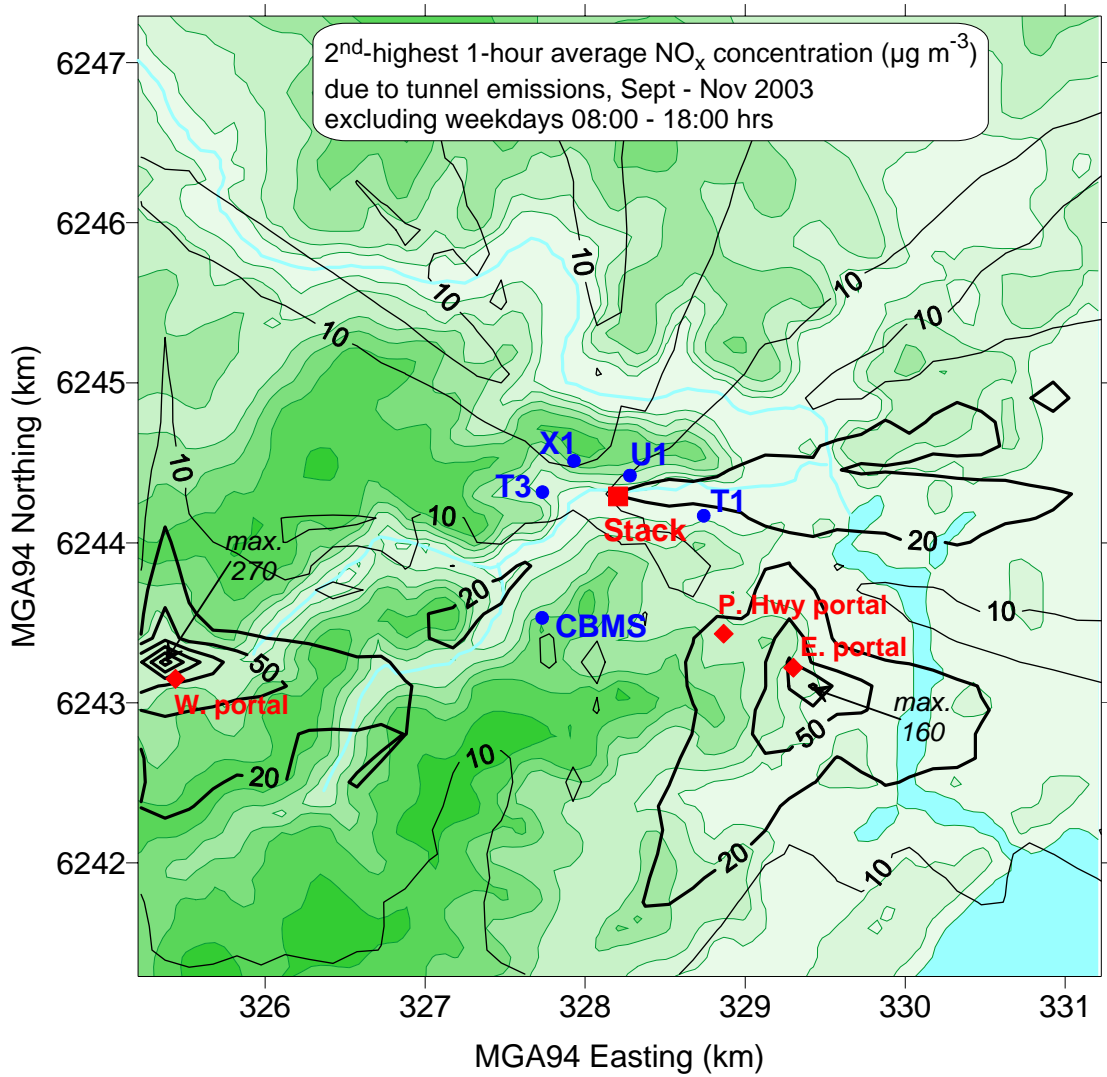 2nd-highest 1-hour average NOx concentration (µg m-3)
due to tunnel emissions, Sept - Nov 2003
excluding weekdays 08:00 - 18:00 hrs
6247
6246
6245
6244
6243
6242
MGA94 Northing (km)
10
10
10
10
10
10
10
10
10
10
10
20
20
20
20
50
50
X1
U1
T3
T1
Stack
CBMS
P. Hwy portal
E. portal
W. portal
max.
270
max.
160
326
327
328
329
330
331
MGA94 Easting (km)